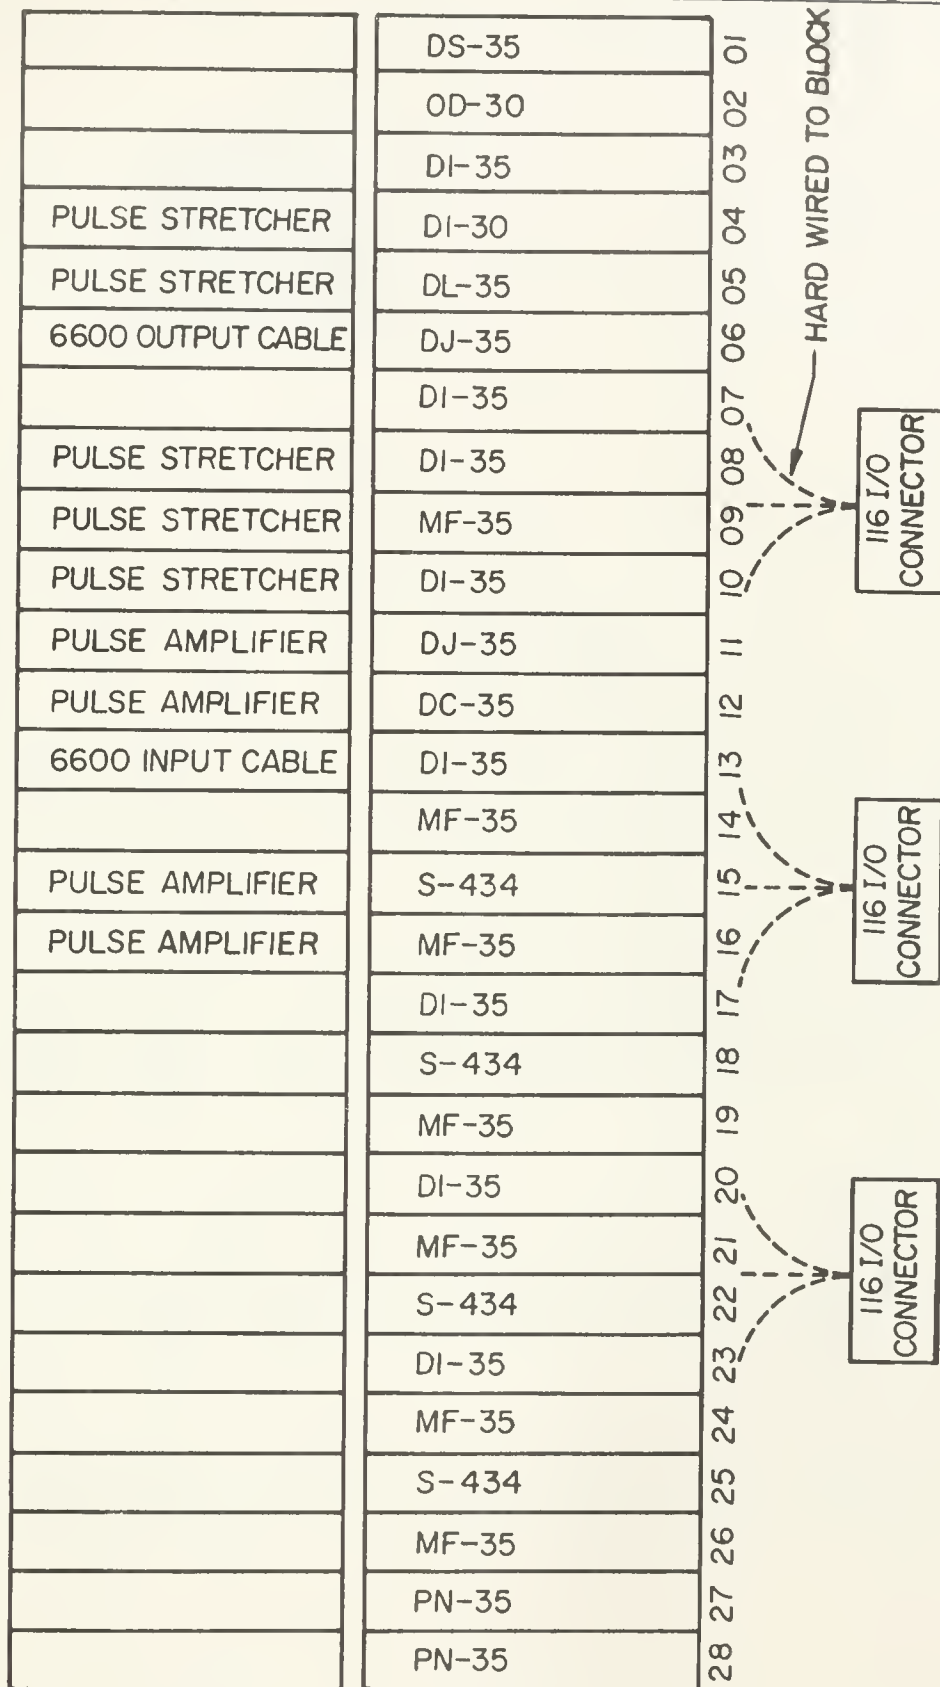 DS-35 01
OD-30 02
DI-35 03
PULSE STRETCHER DI-30 04
PULSE STRETCHER DL-35 05
6600 OUTPUT CABLE DJ-35 06
DI-35 07
PULSE STRETCHER DI-35 08
PULSE STRETCHER MF-35 09
PULSE STRETCHER DI-35 10
PULSE AMPLIFIER DJ-35 11
PULSE AMPLIFIER DC-35 12
6600 INPUT CABLE DI-35 13
MF-35 14
PULSE AMPLIFIER S-434 15
PULSE AMPLIFIER MF-35 16
DI-35 17
S-434 18
MF-35 19
DI-35 20
MF-35 21
S-434 22
DI-35 23
MF-35 24
S-434 25
MF-35 26
PN-35 27
PN-35 28
HARD WIRED TO BLOCK
116 I/O
CONNECTOR
116 I/O
CONNECTOR
116 I/O
CONNECTOR